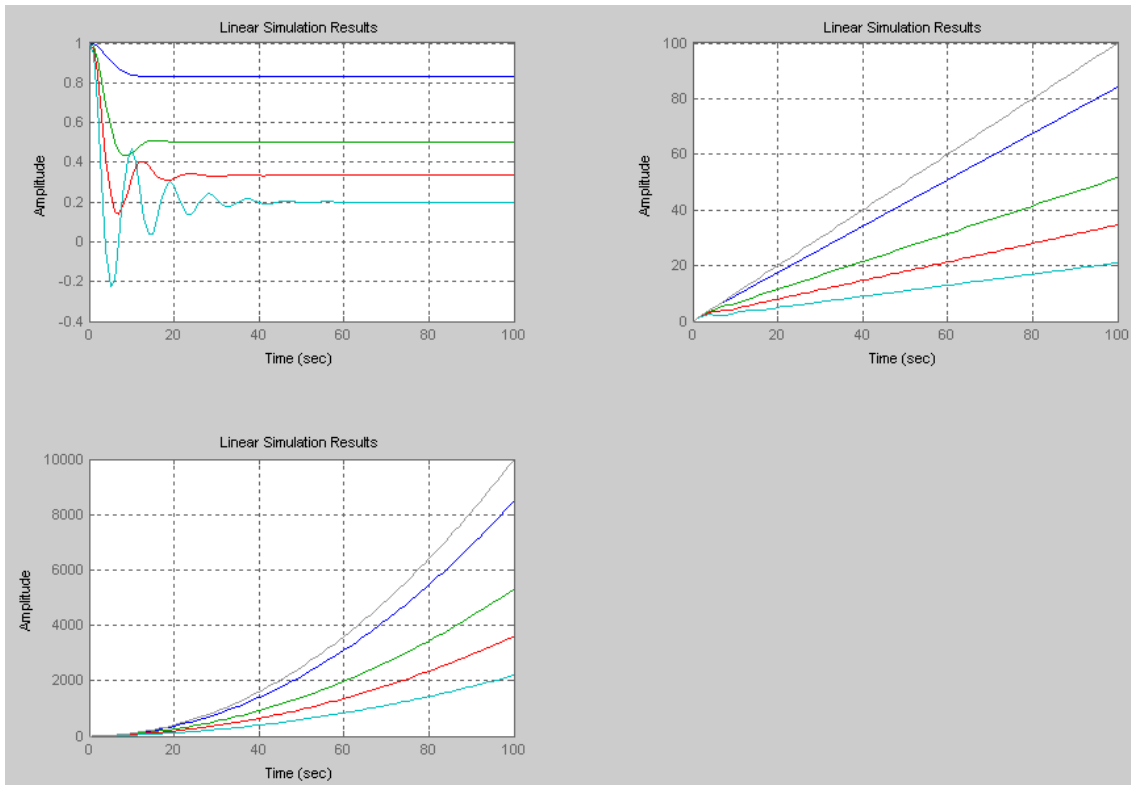 Linear Simulation Results
1
0.8
0.6
0.4
0.2
0
-0.2
-0.4
Amplitude
0 20 40 60 80 100
Time (sec)
Linear Simulation Results
100
80
60
40
20
0
Amplitude
0 20 40 60 80 100
Time (sec)
Linear Simulation Results
10000
8000
6000
4000
2000
0
Amplitude
0 20 40 60 80 100
Time (sec)